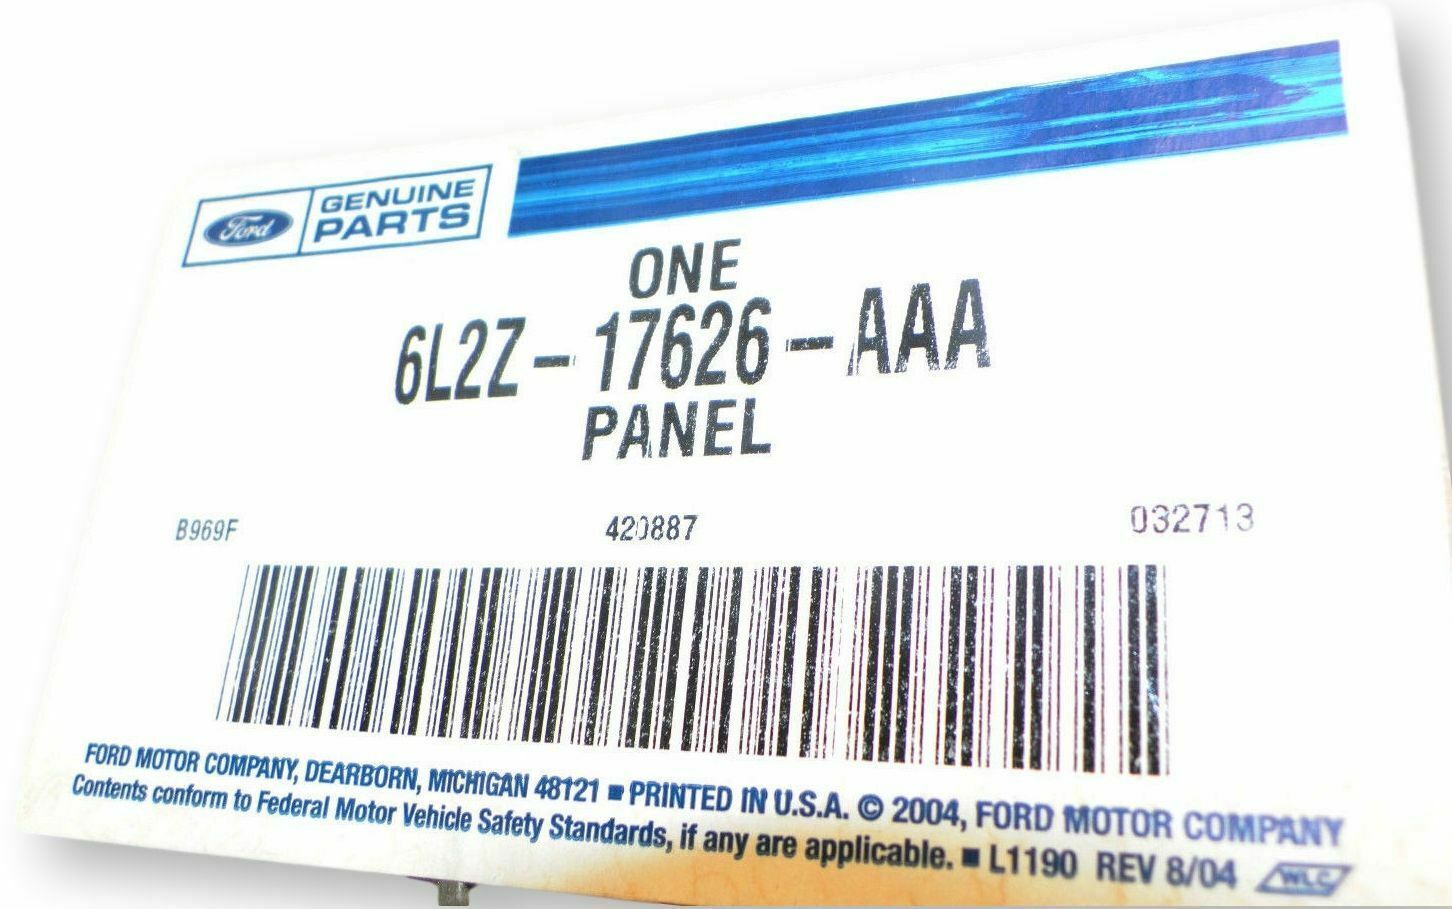 Ford GENUINE
PARTS
ONE
6L2Z-17626-AAA
PANEL
B969F 420887 032713
FORD MOTOR COMPANY, DEARBORN, MICHIGAN 48121 ■ PRINTED IN U.S.A. © 2004, FORD MOTOR COMPANY
Contents conform to Federal Motor Vehicle Safety Standards, if any are applicable. ■ L1190 REV 8/04 WLC